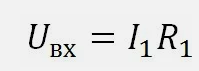 Uвх = I₁R₁